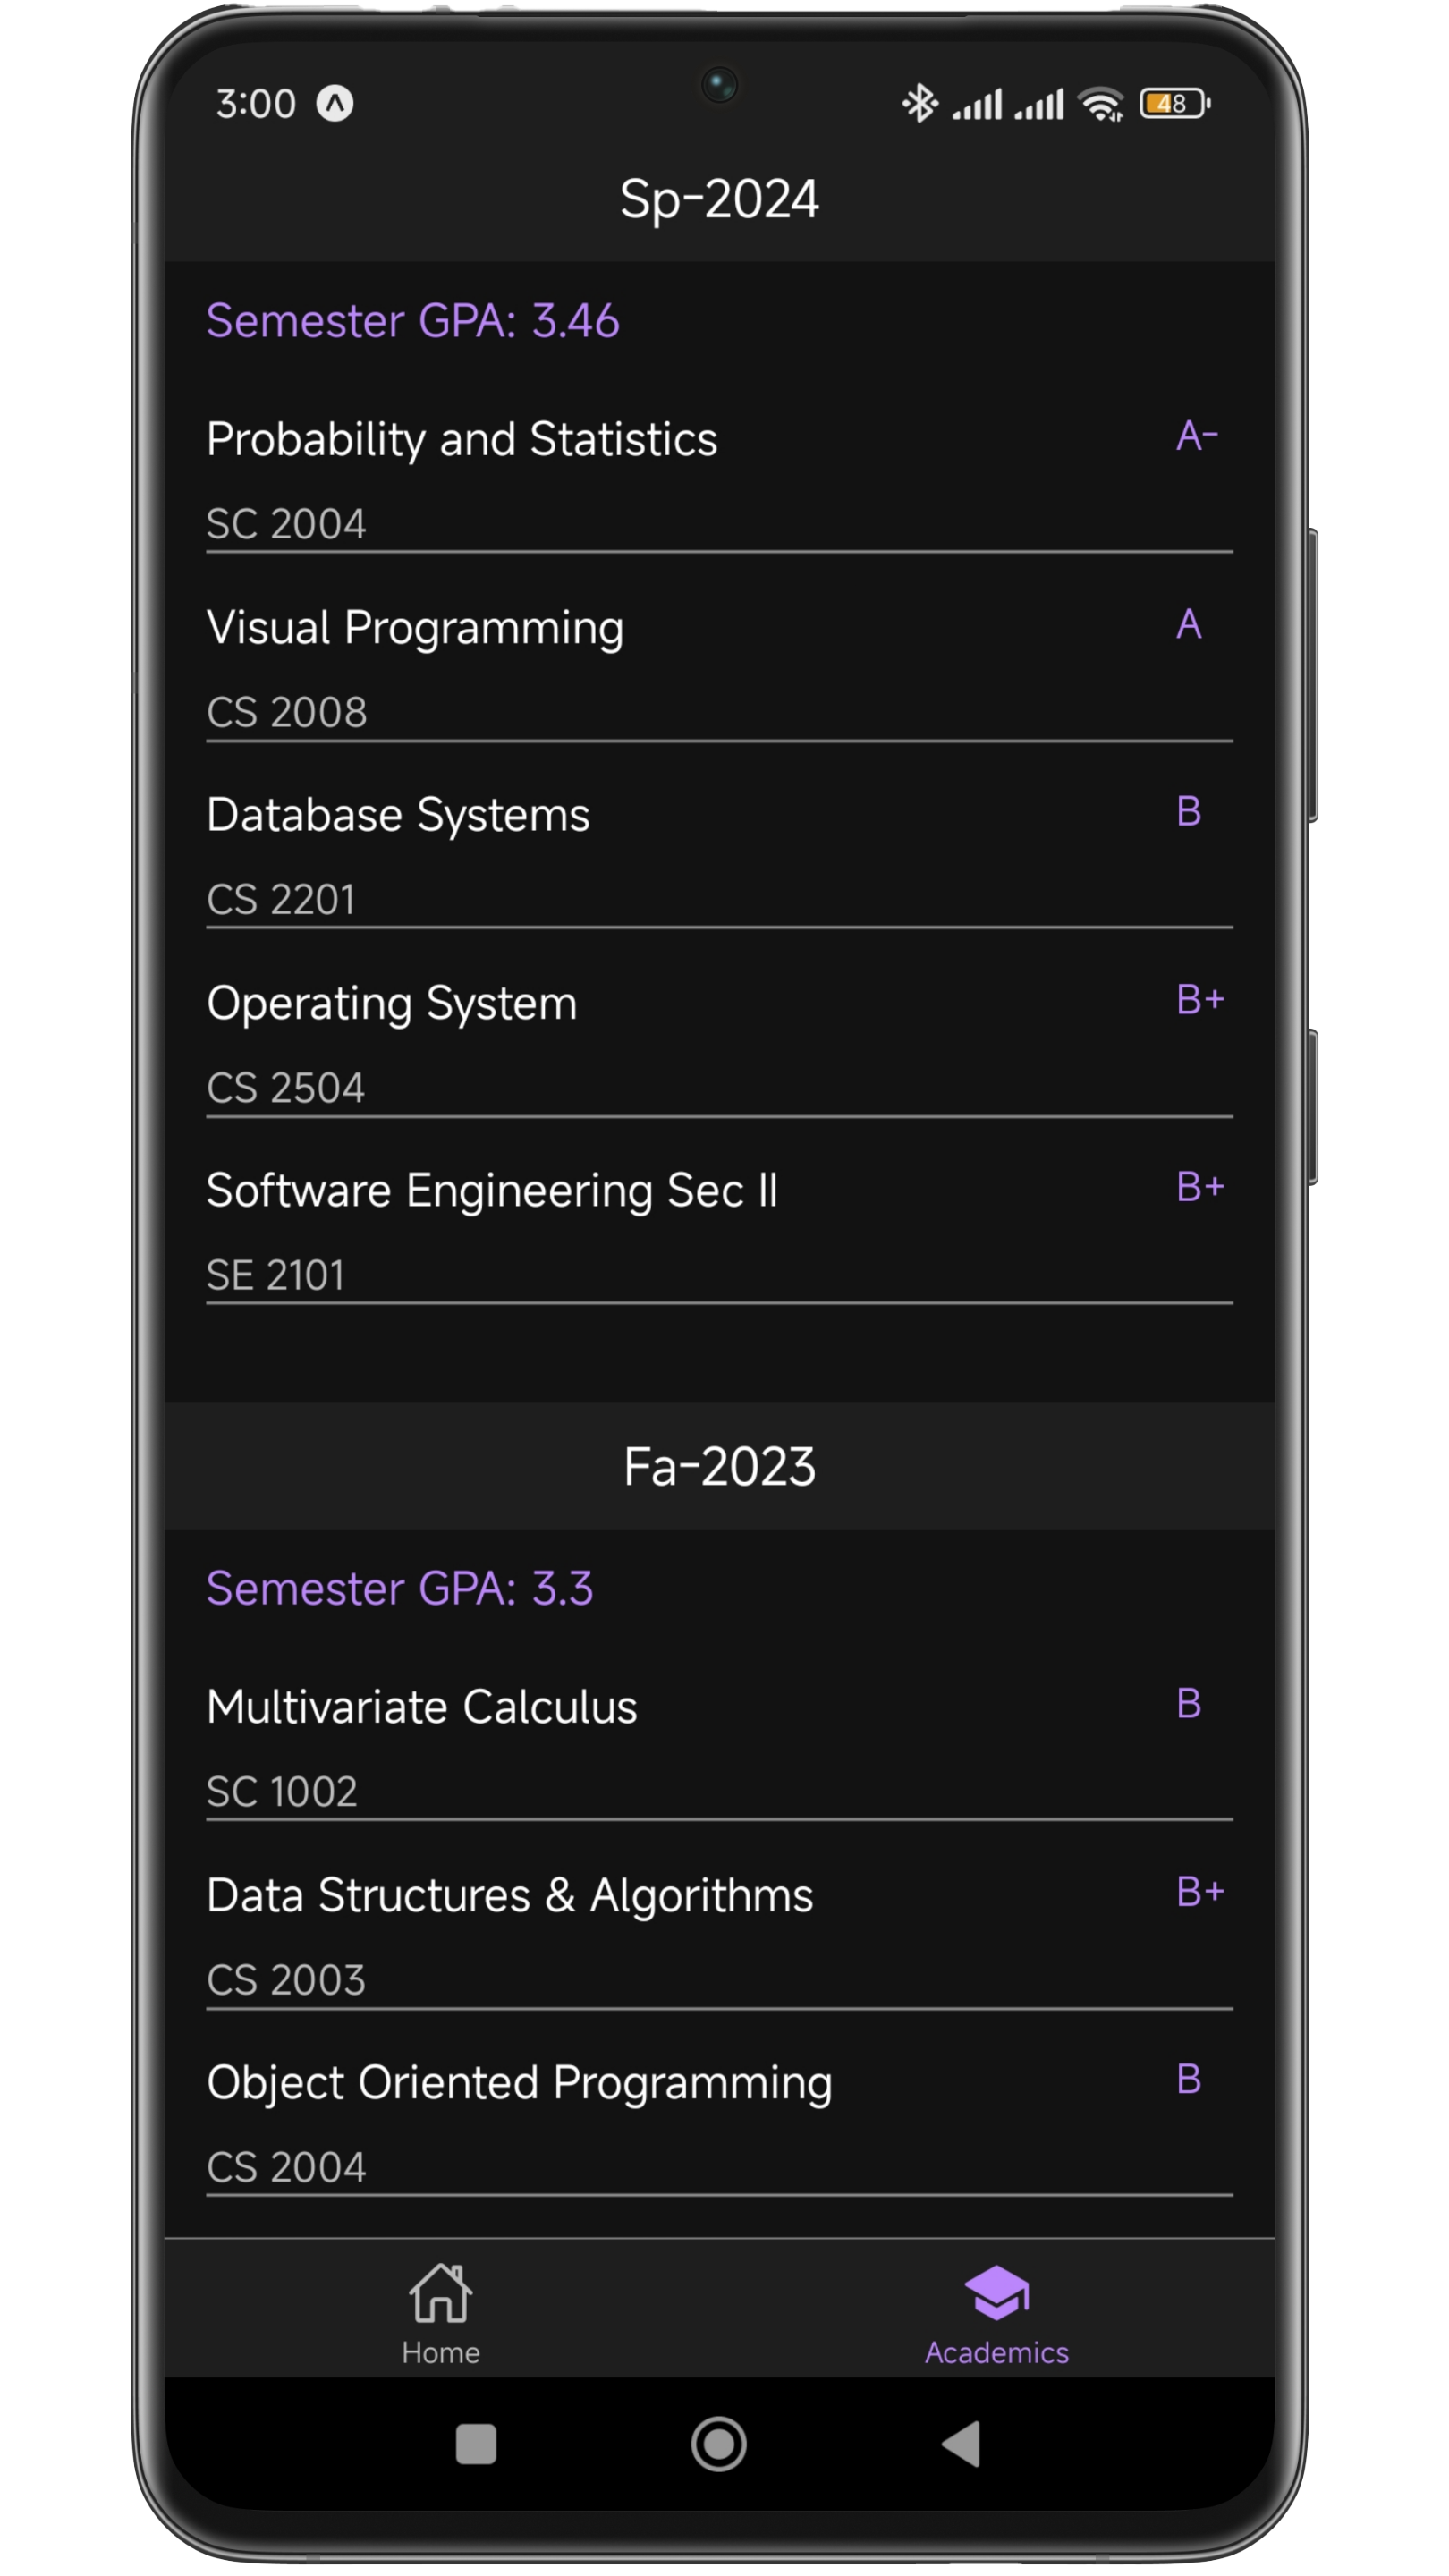 3:00
48
Sp-2024
Semester GPA: 3.46
Probability and Statistics A-
SC 2004
Visual Programming A
CS 2008
Database Systems B
CS 2201
Operating System B+
CS 2504
Software Engineering Sec II B+
SE 2101
Fa-2023
Semester GPA: 3.3
Multivariate Calculus B
SC 1002
Data Structures & Algorithms B+
CS 2003
Object Oriented Programming B
CS 2004
Home Academics